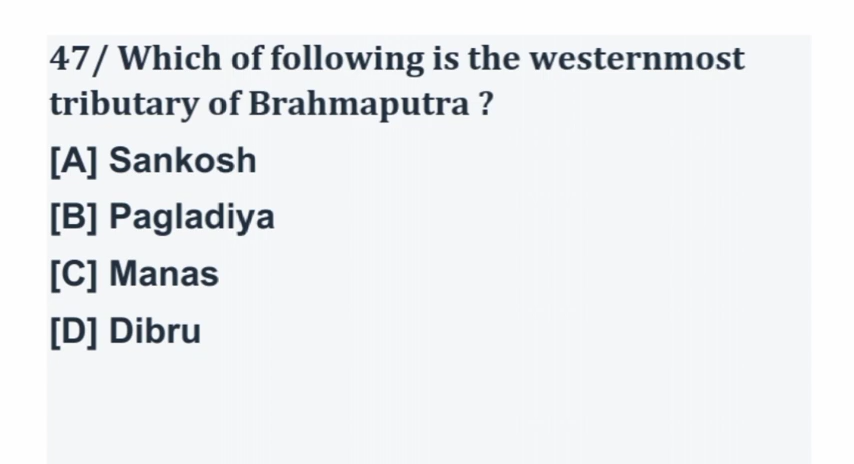 47/ Which of following is the westernmost
tributary of Brahmaputra ?
[A] Sankosh
[B] Pagladiya
[C] Manas
[D] Dibru